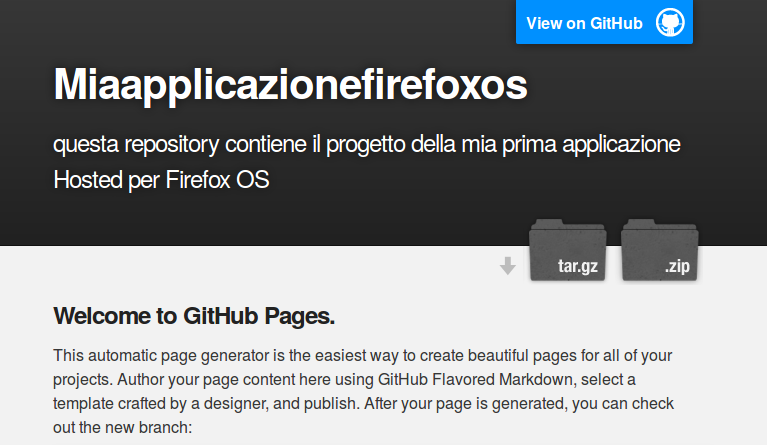 View on GitHub
Miaapplicazionefirefoxos
questa repository contiene il progetto della mia prima applicazione
Hosted per Firefox OS
tar.gz
.zip
Welcome to GitHub Pages.
This automatic page generator is the easiest way to create beautiful pages for all of your
projects. Author your page content here using GitHub Flavored Markdown, select a
template crafted by a designer, and publish. After your page is generated, you can check
out the new branch: